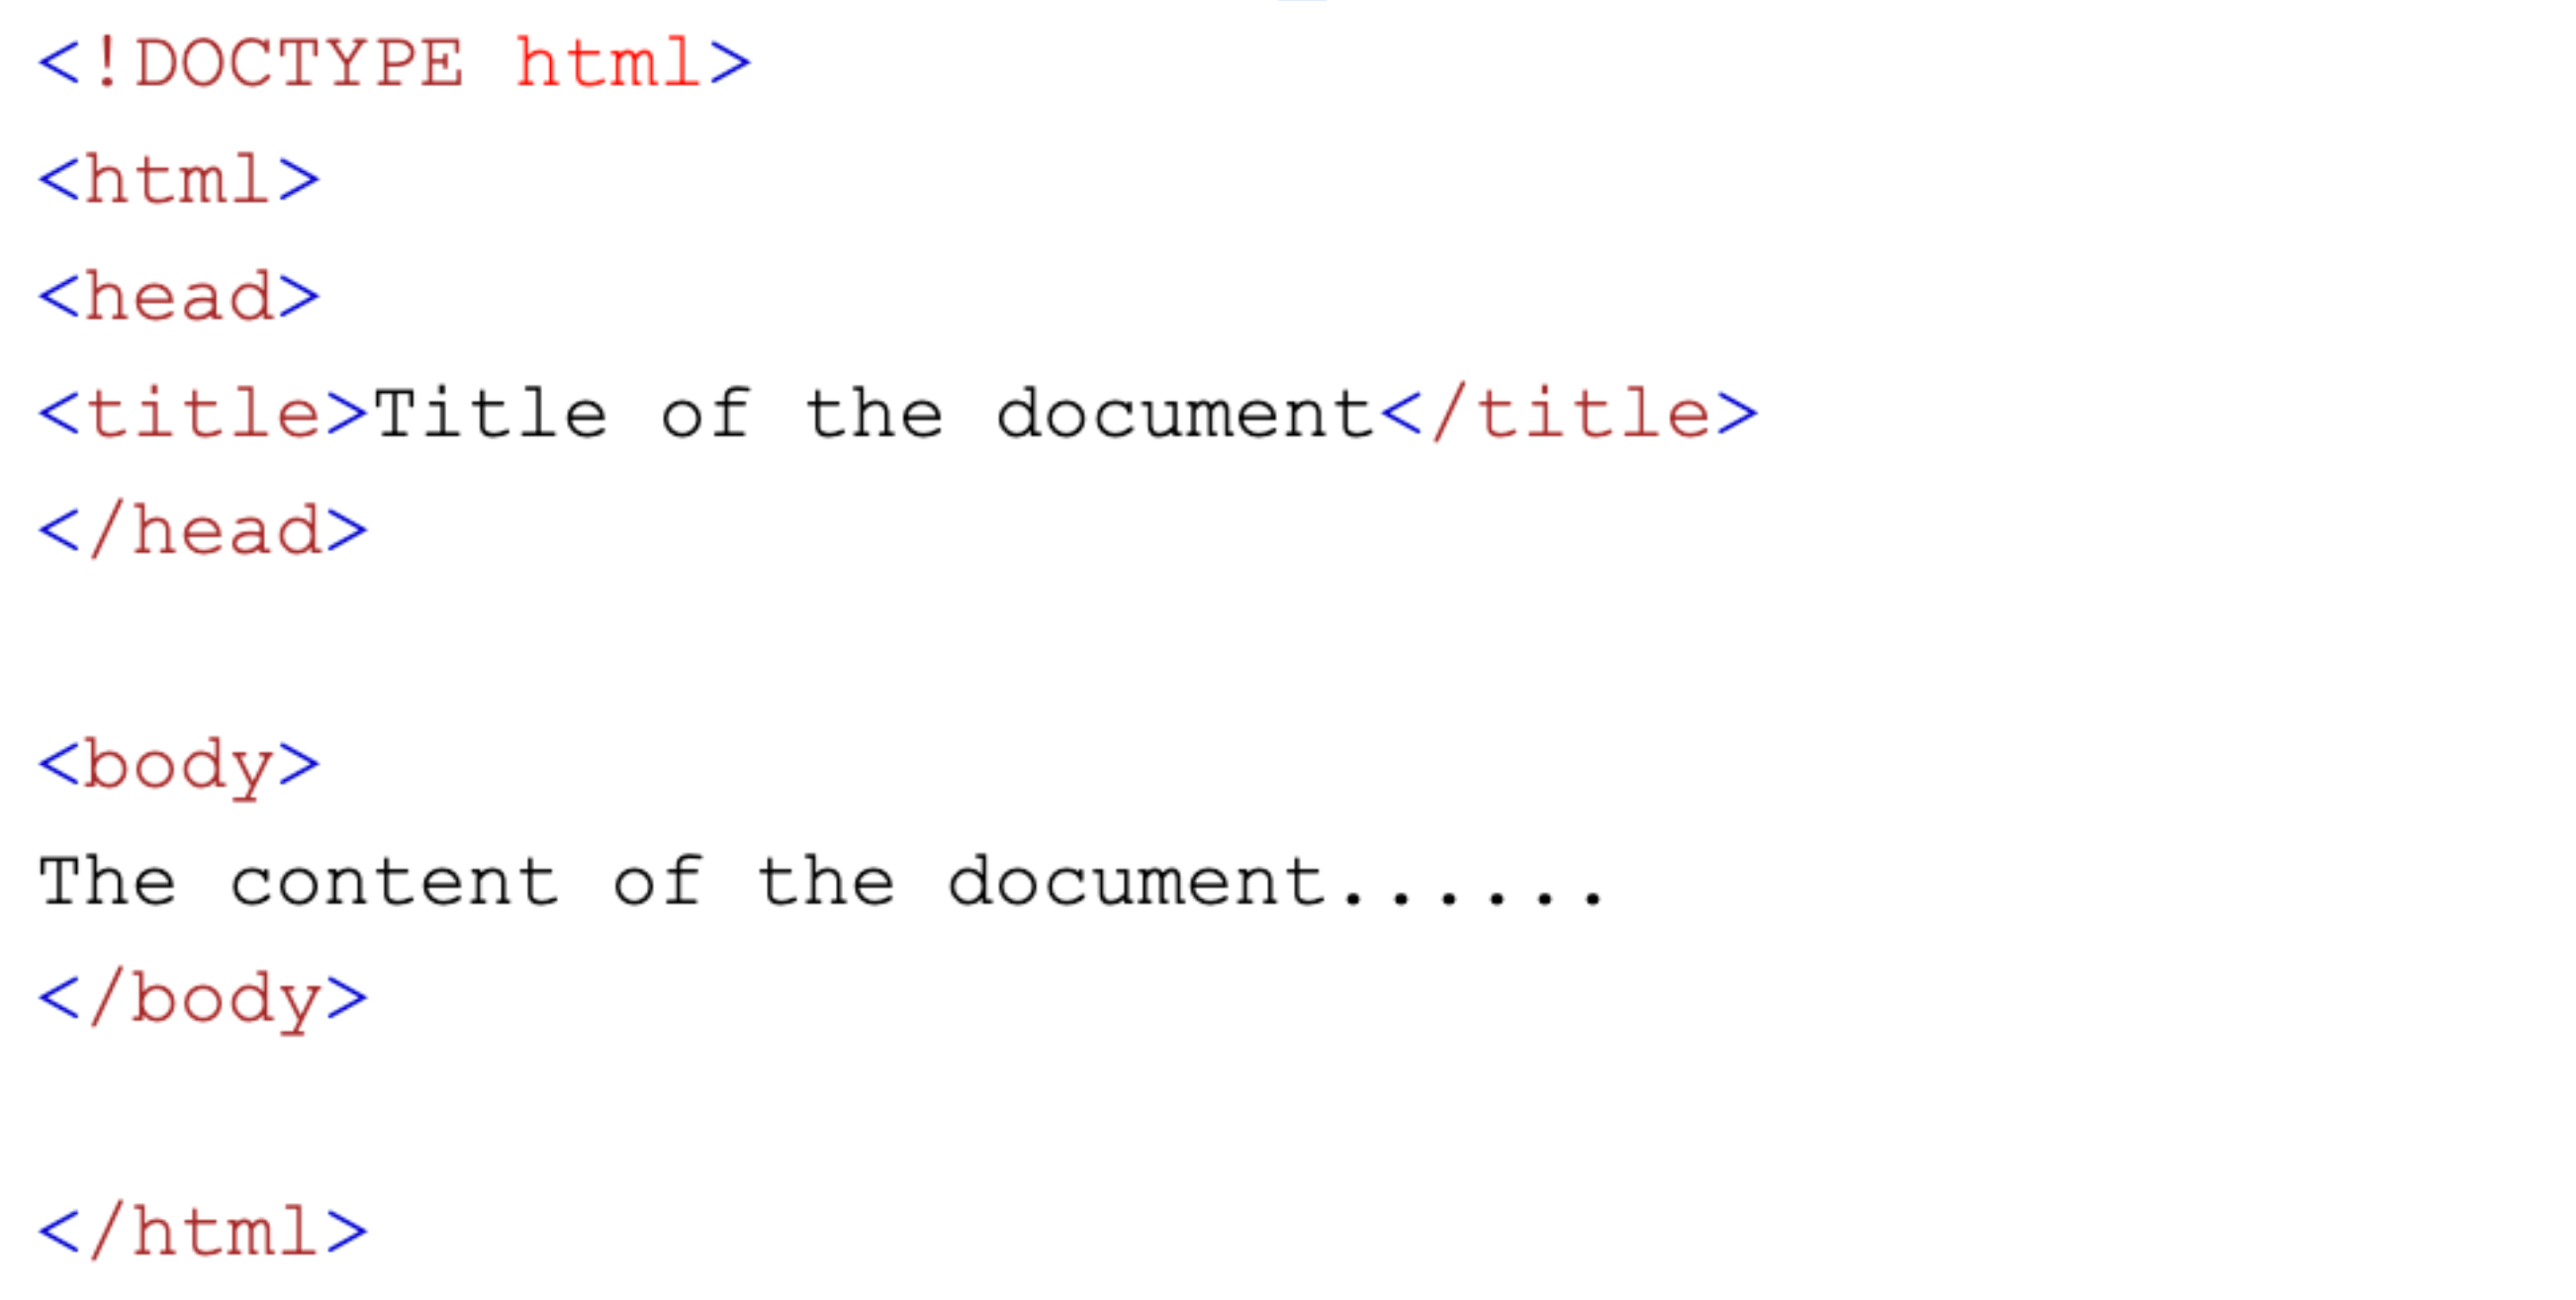 <!DOCTYPE html>
<html>
<head>
<title>Title of the document</title>
</head>
<body>
The content of the document......
</body>
</html>